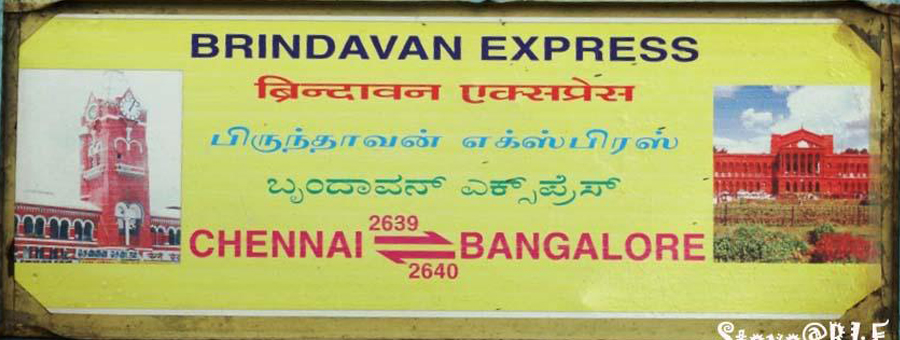 BRINDAVAN EXPRESS
ब्रिन्दावन एक्सप्रेस
பிருந்தாவன் எக்ஸ்பிரஸ்
ಬೃಂದಾವನ್ ಎಕ್ಸ್‌ಪ್ರೆಸ್
2639
CHENNAI BANGALORE
2640